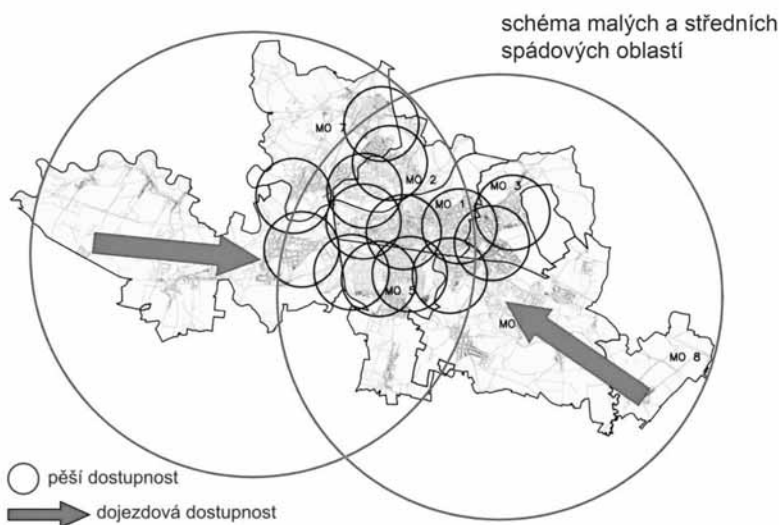 schéma malých a středních
spádových oblastí
MO 7
MO 2
MO 1
MO 3
MO 5
MO
MO 8
pěší dostupnost
dojezdová dostupnost